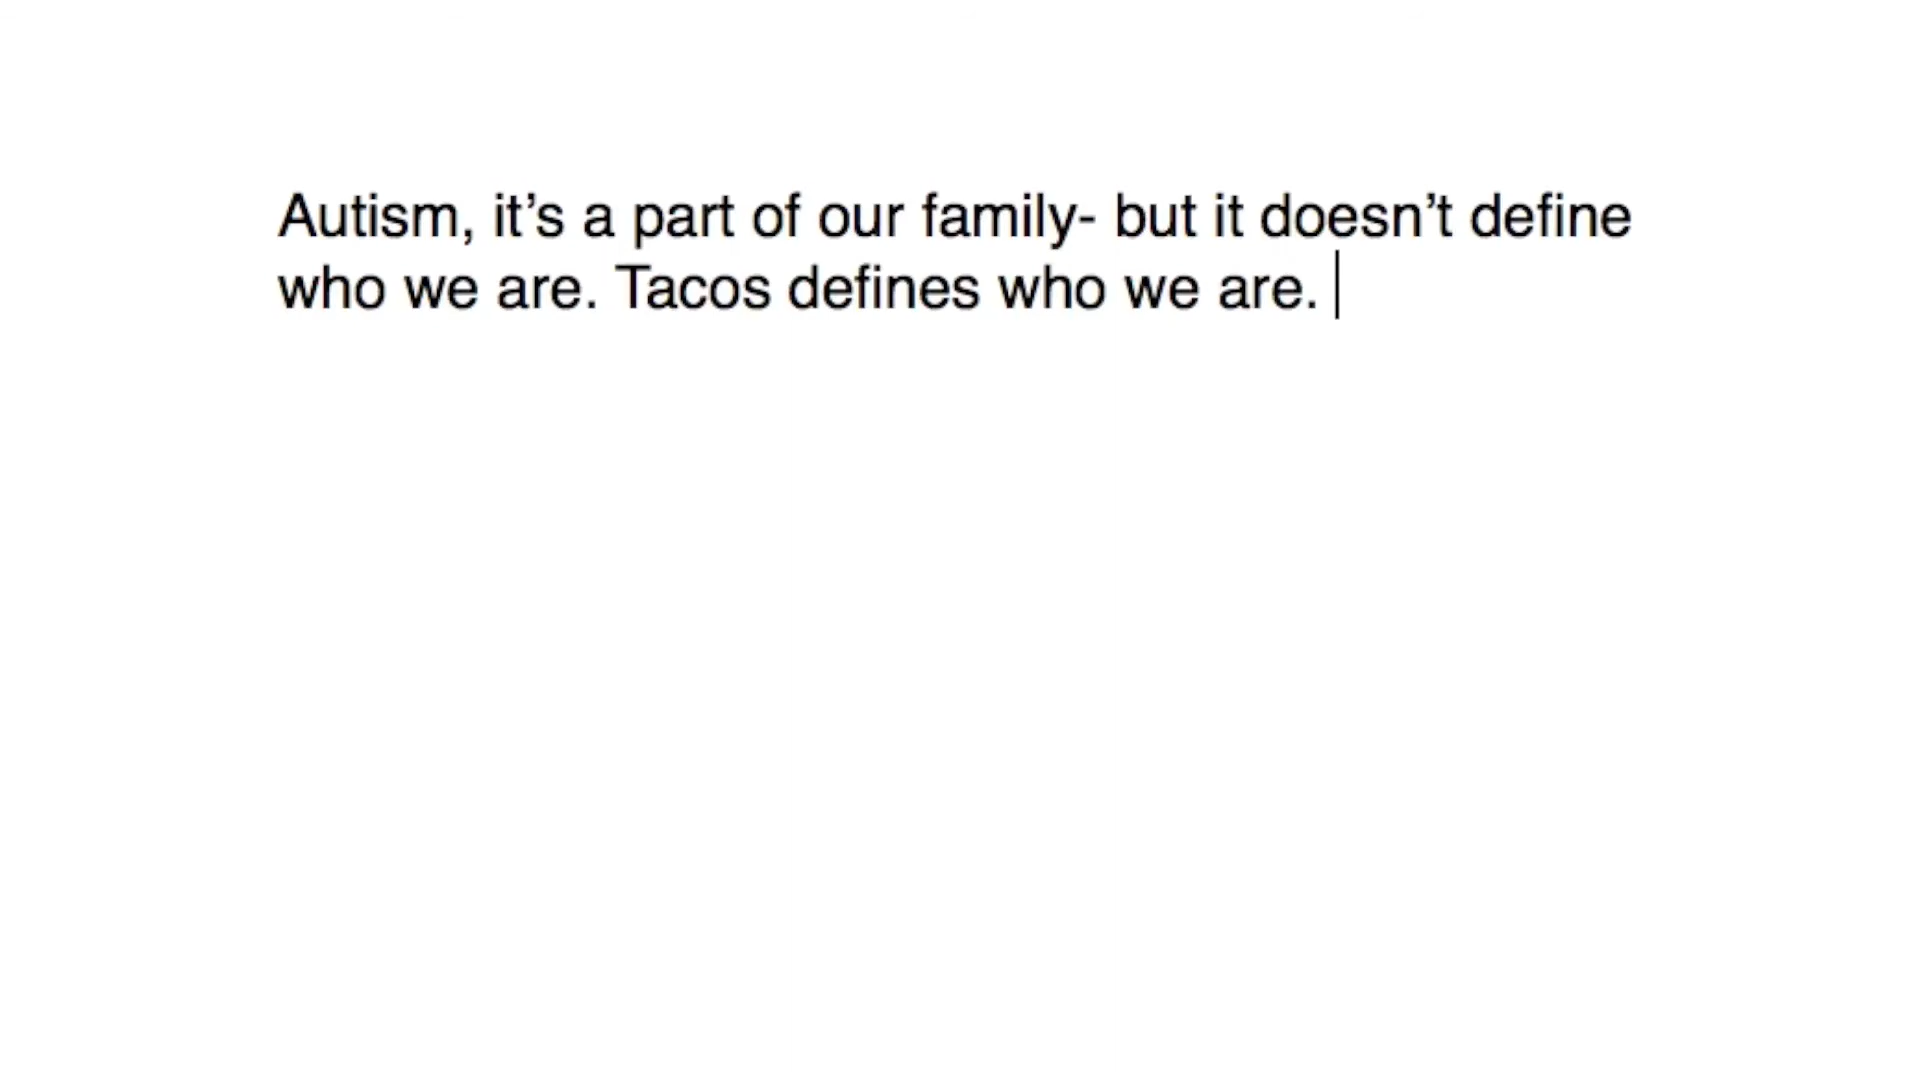 Autism, it’s a part of our family- but it doesn’t define
who we are. Tacos defines who we are.